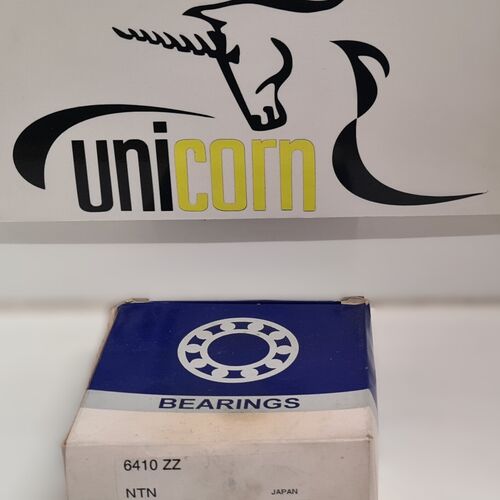 unicorn
BEARINGS
6410 ZZ
NTN
JAPAN